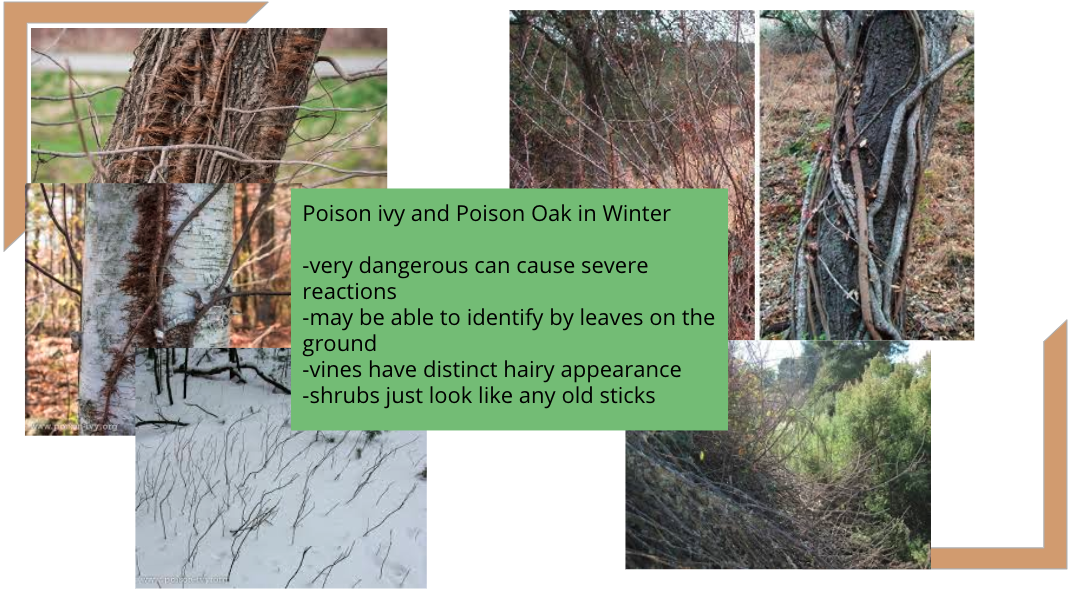 Poison ivy and Poison Oak in Winter
-very dangerous can cause severe
reactions
-may be able to identify by leaves on the
ground
-vines have distinct hairy appearance
-shrubs just look like any old sticks
www.poison-ivy.org
www.poison-ivy.org